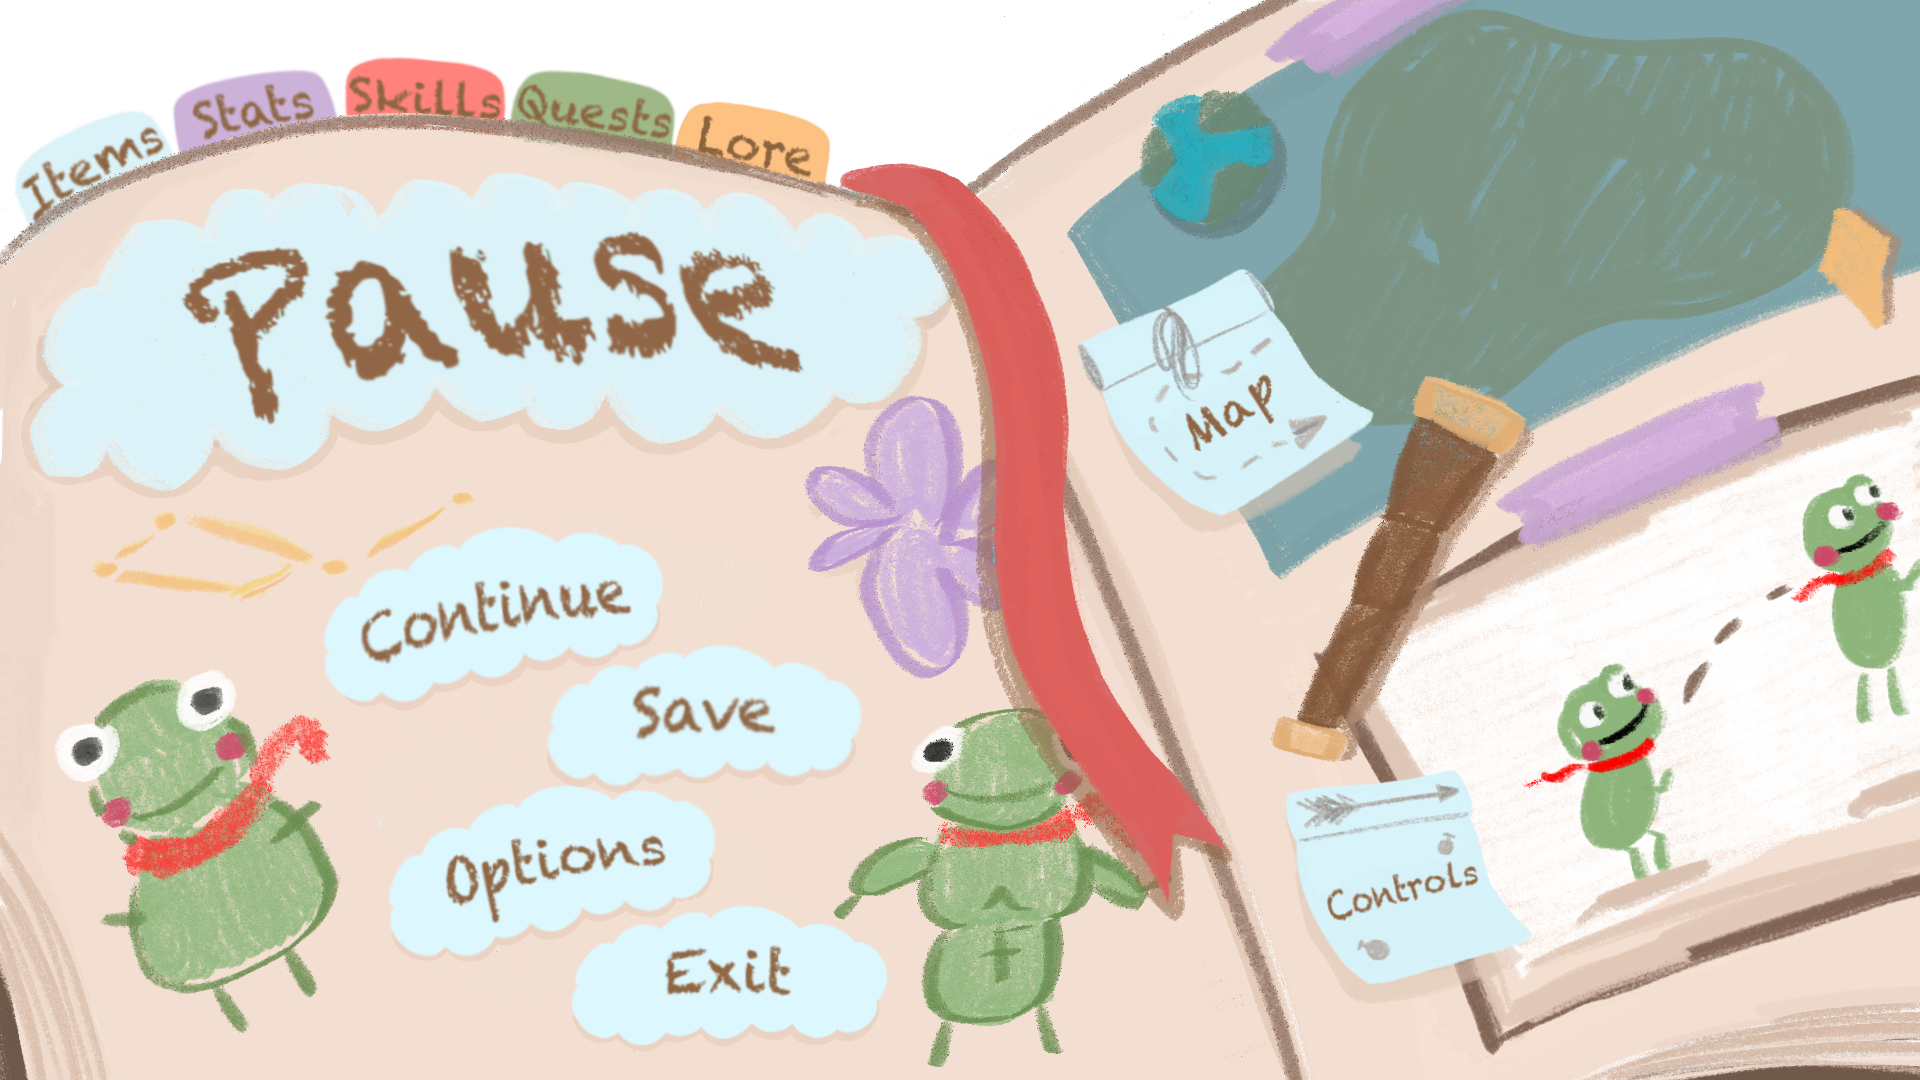 Items
Stats
Skills
Quests
Lore
Pause
Continue
Save
Options
Exit
Map
Controls